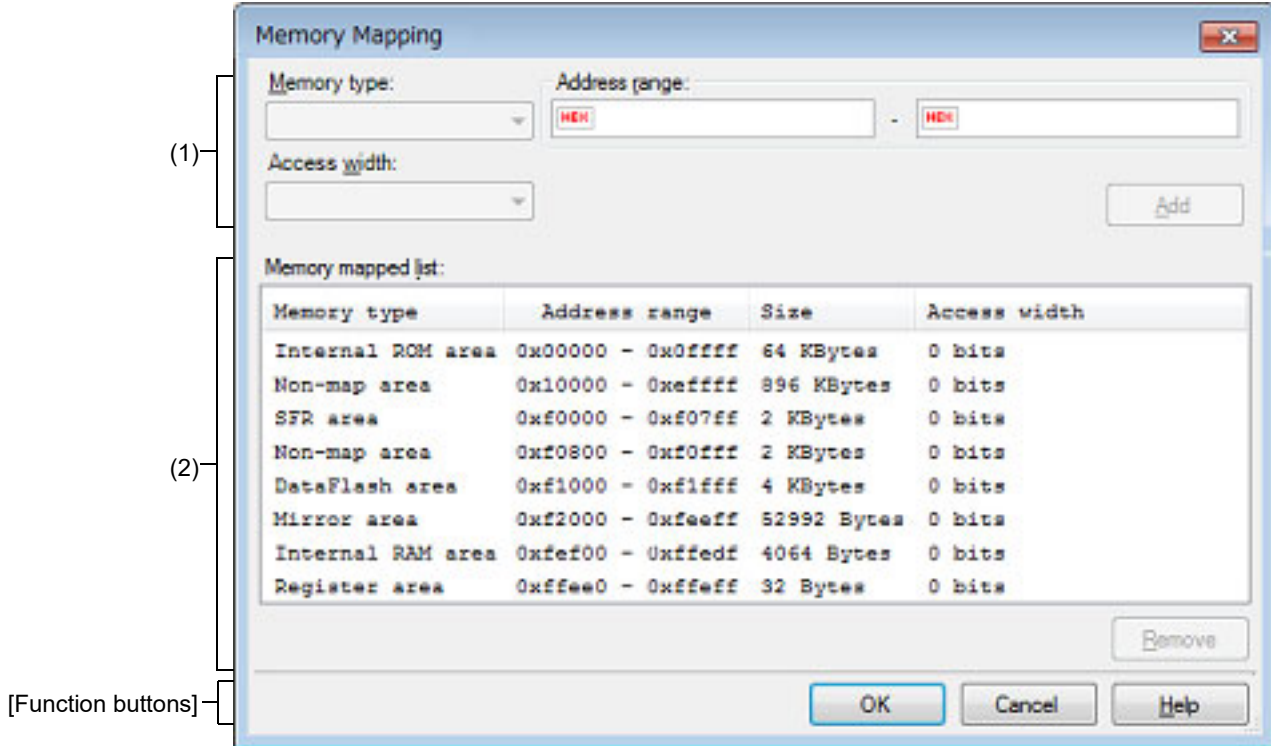 Memory Mapping
Memory type:
Address range:
HEX - HEX
(1)
Access width:
Add
Memory mapped list:
Memory type Address range Size Access width
Internal ROM area 0x00000 - 0x0ffff 64 KBytes 0 bits
Non-map area 0x10000 - 0xeffff 896 KBytes 0 bits
SFR area 0xf0000 - 0xf07ff 2 KBytes 0 bits
Non-map area 0xf0800 - 0xf0fff 2 KBytes 0 bits
(2)
DataFlash area 0xf1000 - 0xf1fff 4 KBytes 0 bits
Mirror area 0xf2000 - 0xfeeff 52992 Bytes 0 bits
Internal RAM area 0xfef00 - 0xffedf 4064 Bytes 0 bits
Register area 0xffee0 - 0xffeff 32 Bytes 0 bits
Remove
[Function buttons]
OK Cancel Help